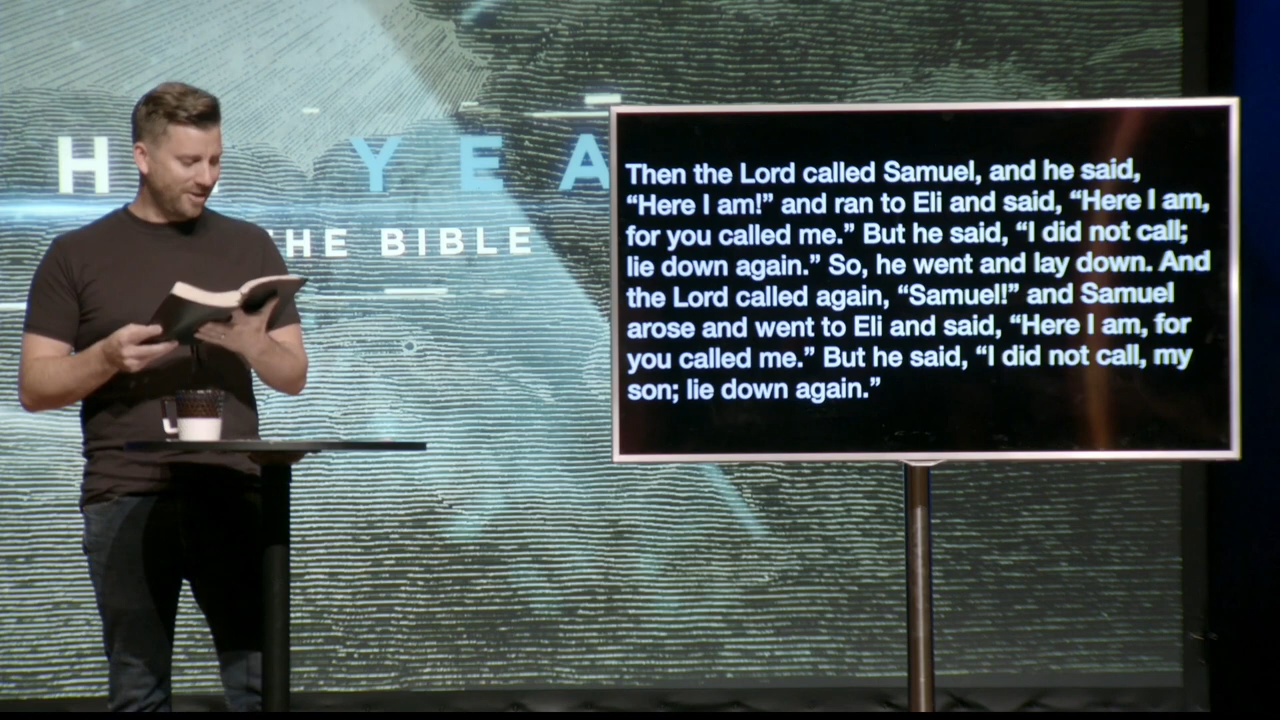 H YEA
THE BIBLE
Then the Lord called Samuel, and he said,
“Here I am!” and ran to Eli and said, “Here I am,
for you called me.” But he said, “I did not call;
lie down again.” So, he went and lay down. And
the Lord called again, “Samuel!” and Samuel
arose and went to Eli and said, “Here I am, for
you called me.” But he said, “I did not call, my
son; lie down again.”